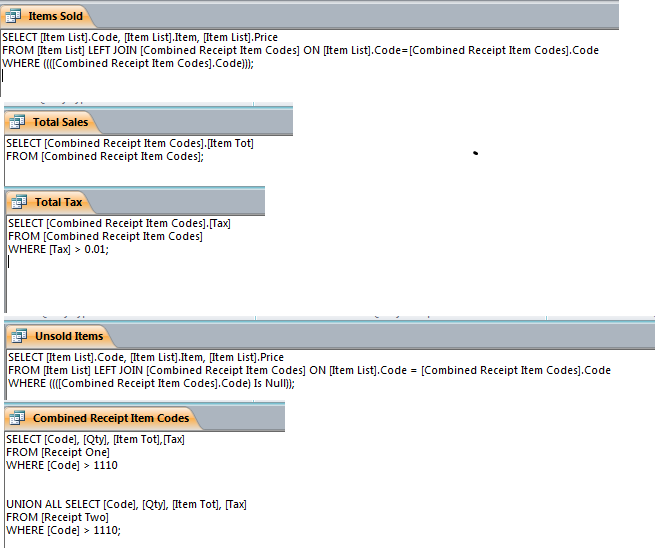 Items Sold
SELECT [Item List].Code, [Item List].Item, [Item List].Price
FROM [Item List] LEFT JOIN [Combined Receipt Item Codes] ON [Item List].Code=[Combined Receipt Item Codes].Code
WHERE ((([Combined Receipt Item Codes].Code)));
Total Sales
SELECT [Combined Receipt Item Codes].[Item Tot]
FROM [Combined Receipt Item Codes];
Total Tax
SELECT [Combined Receipt Item Codes].[Tax]
FROM [Combined Receipt Item Codes]
WHERE [Tax] > 0.01;
Unsold Items
SELECT [Item List].Code, [Item List].Item, [Item List].Price
FROM [Item List] LEFT JOIN [Combined Receipt Item Codes] ON [Item List].Code = [Combined Receipt Item Codes].Code
WHERE ((([Combined Receipt Item Codes].Code) Is Null));
Combined Receipt Item Codes
SELECT [Code], [Qty], [Item Tot],[Tax]
FROM [Receipt One]
WHERE [Code] > 1110
UNION ALL SELECT [Code], [Qty], [Item Tot], [Tax]
FROM [Receipt Two]
WHERE [Code] > 1110;